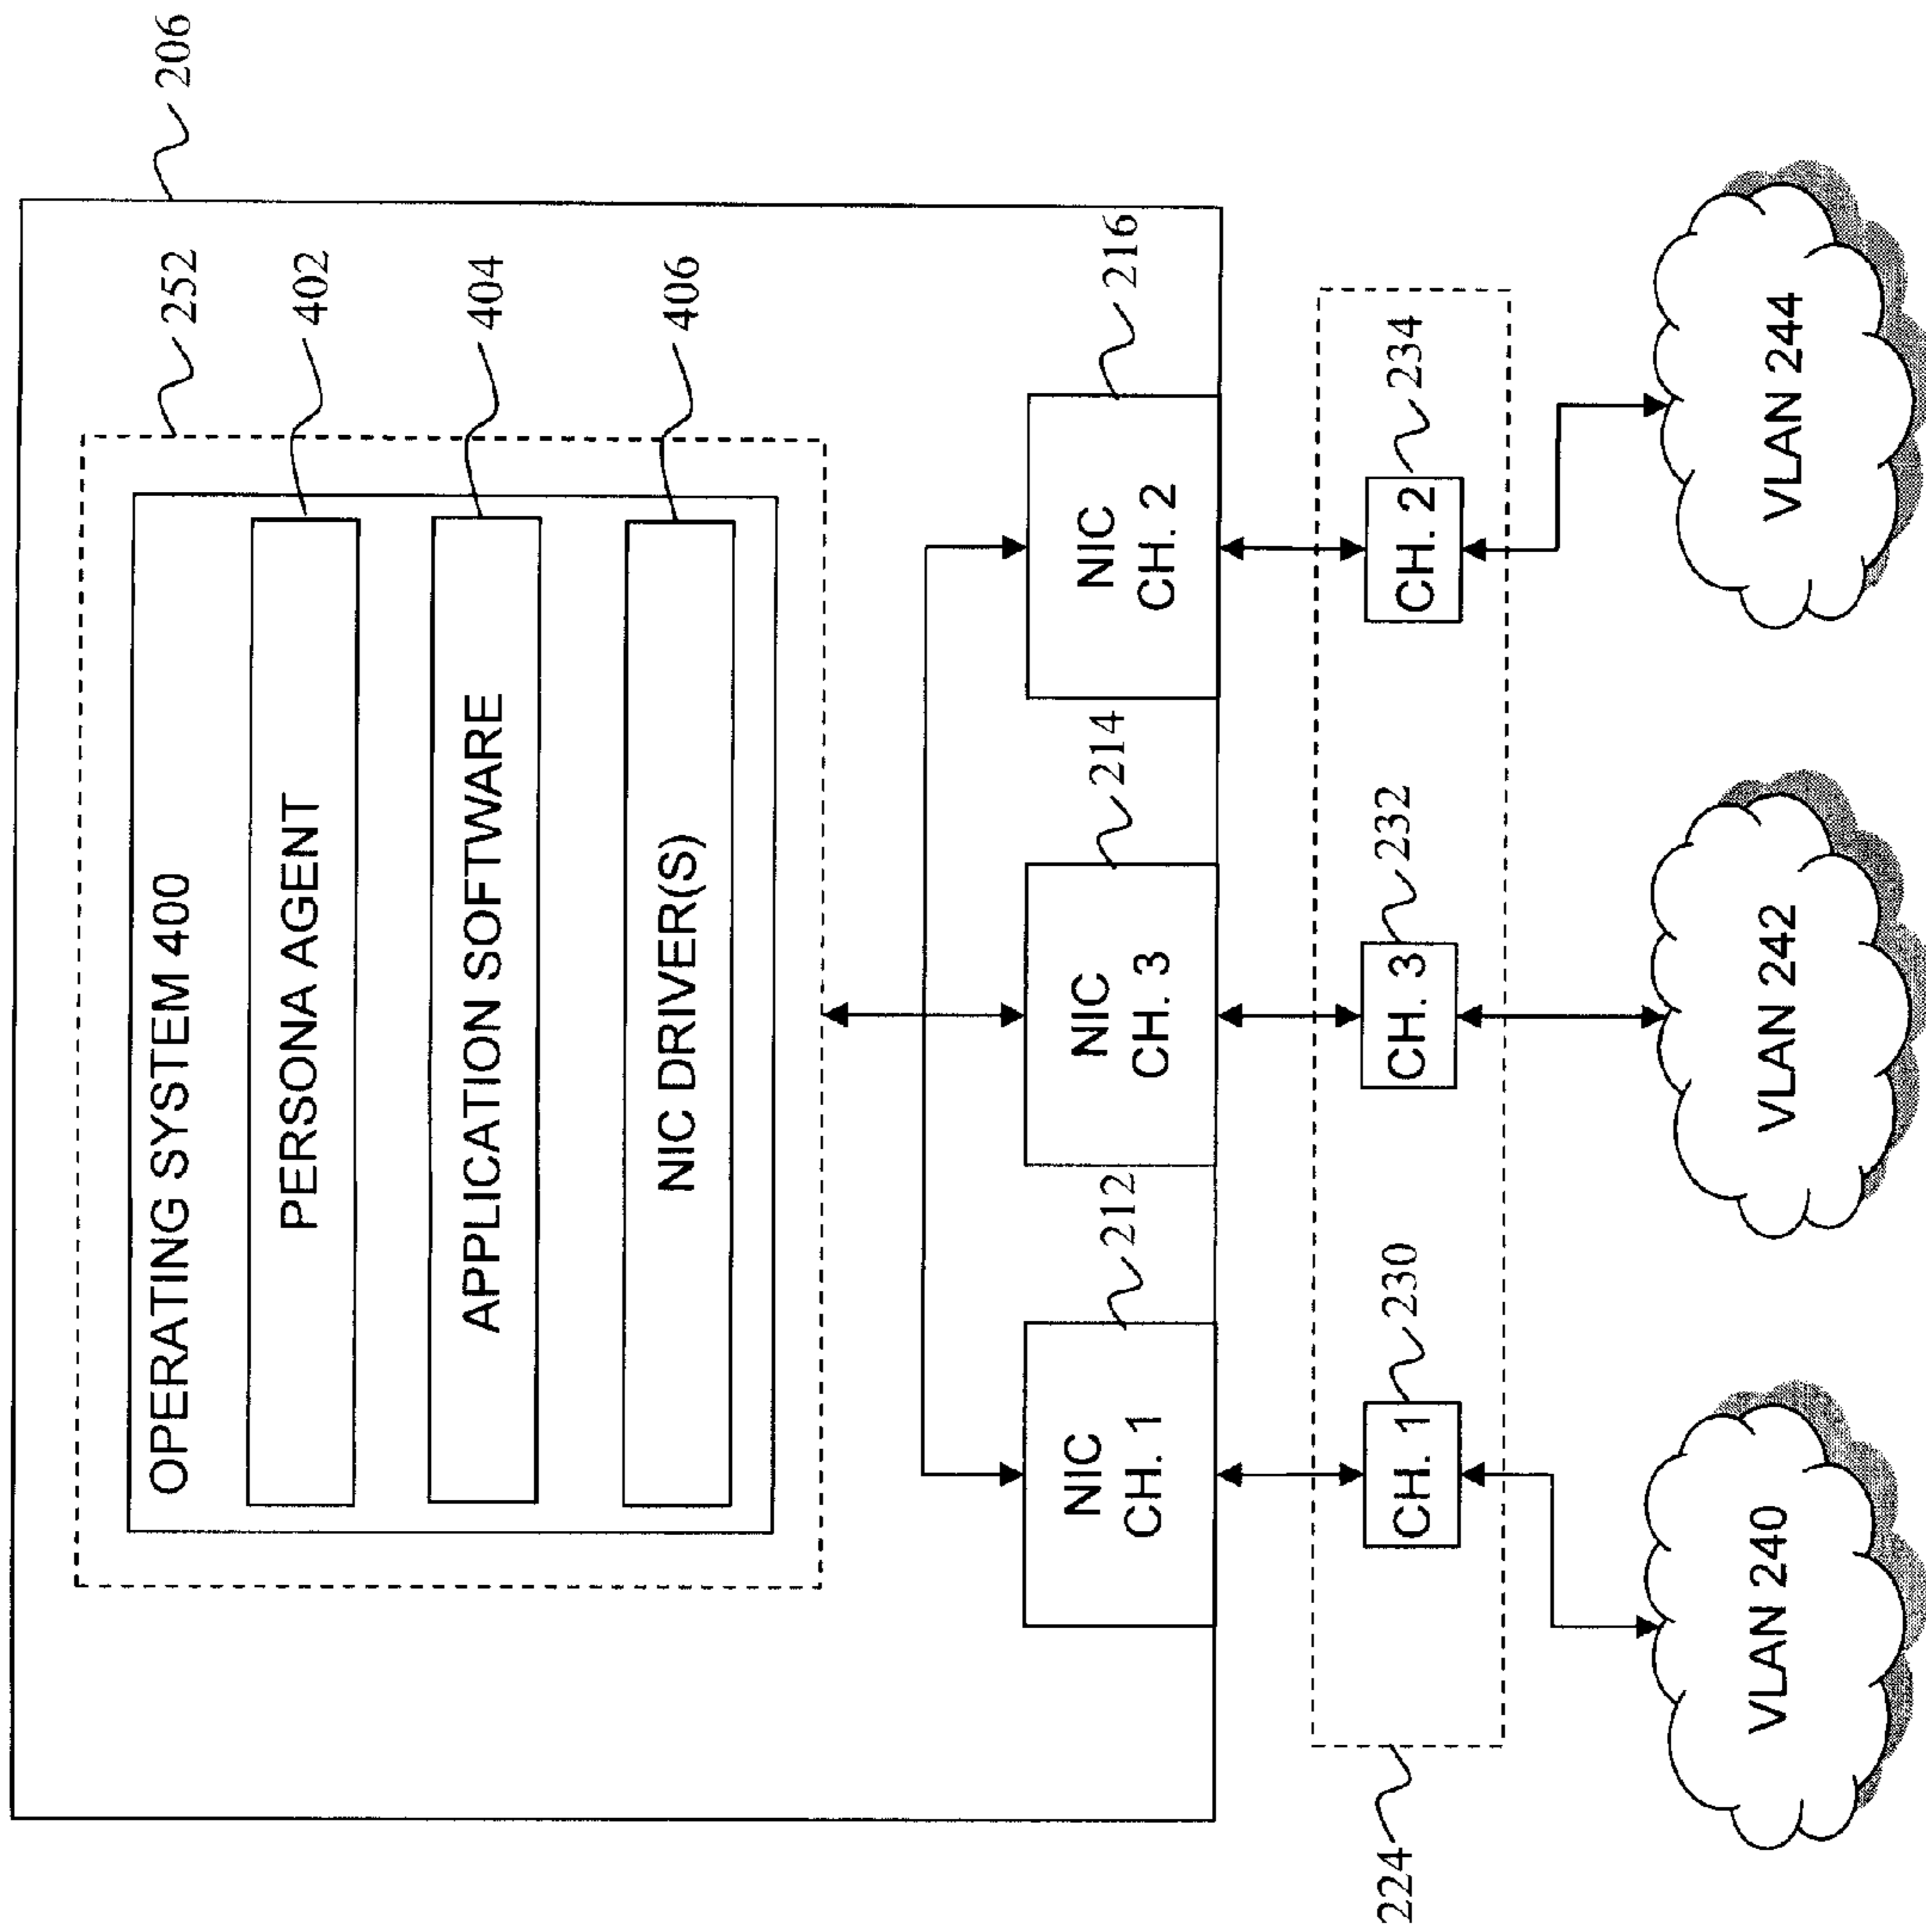 206
OPERATING SYSTEM 400
252
PERSONA AGENT
402
APPLICATION SOFTWARE
404
NIC DRIVER(S)
406
NIC
CH. 1
212
NIC
CH. 3
214
NIC
CH. 2
216
224
CH. 1
230
CH. 3
232
CH. 2
234
VLAN 240
VLAN 242
VLAN 244